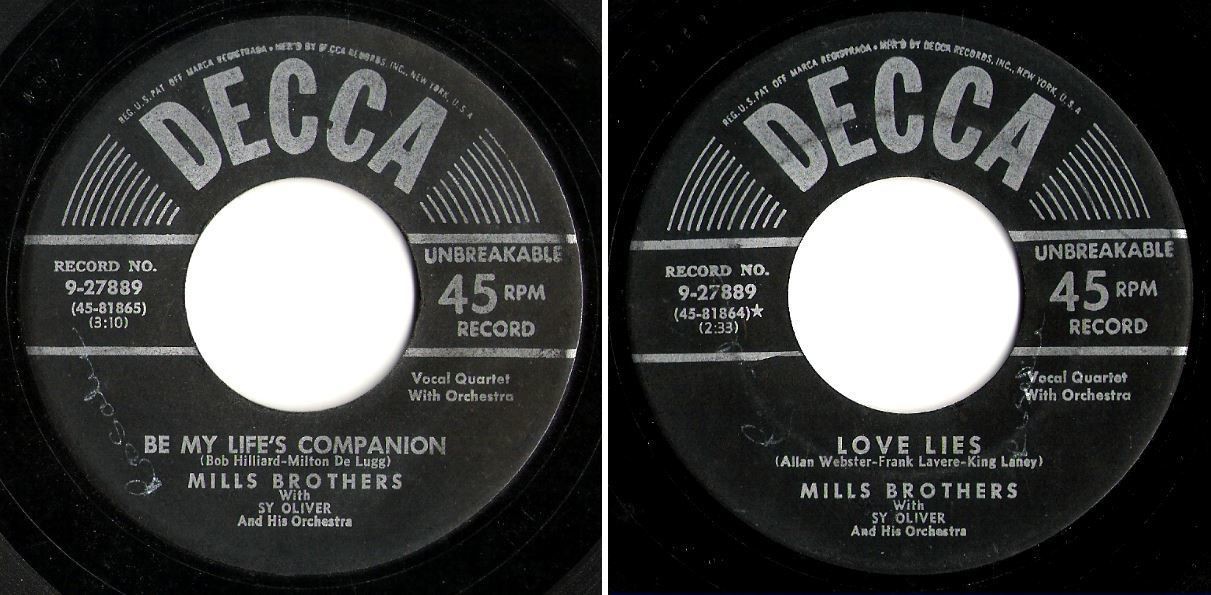 REG. U.S. PAT OFF MARCA REGISTRADA • MFR'D BY DECCA RECORDS, INC., NEW YORK, U.S.A
DECCA
RECORD NO.
9-27889
(45-81865)
(3:10)
UNBREAKABLE
45 RPM
RECORD
Vocal Quartet
With Orchestra
BE MY LIFE'S COMPANION
(Bob Hilliard-Milton De Lugg)
MILLS BROTHERS
With
SY OLIVER
And His Orchestra
REG. U.S. PAT OFF MARCA REGISTRADA • MFR'D BY DECCA RECORDS, INC., NEW YORK, U.S.A
DECCA
RECORD NO.
9-27889
(45-81864)★
(2:33)
UNBREAKABLE
45 RPM
RECORD
Vocal Quartet
With Orchestra
LOVE LIES
(Allan Webster-Frank Lavere-King Laney)
MILLS BROTHERS
With
SY OLIVER
And His Orchestra